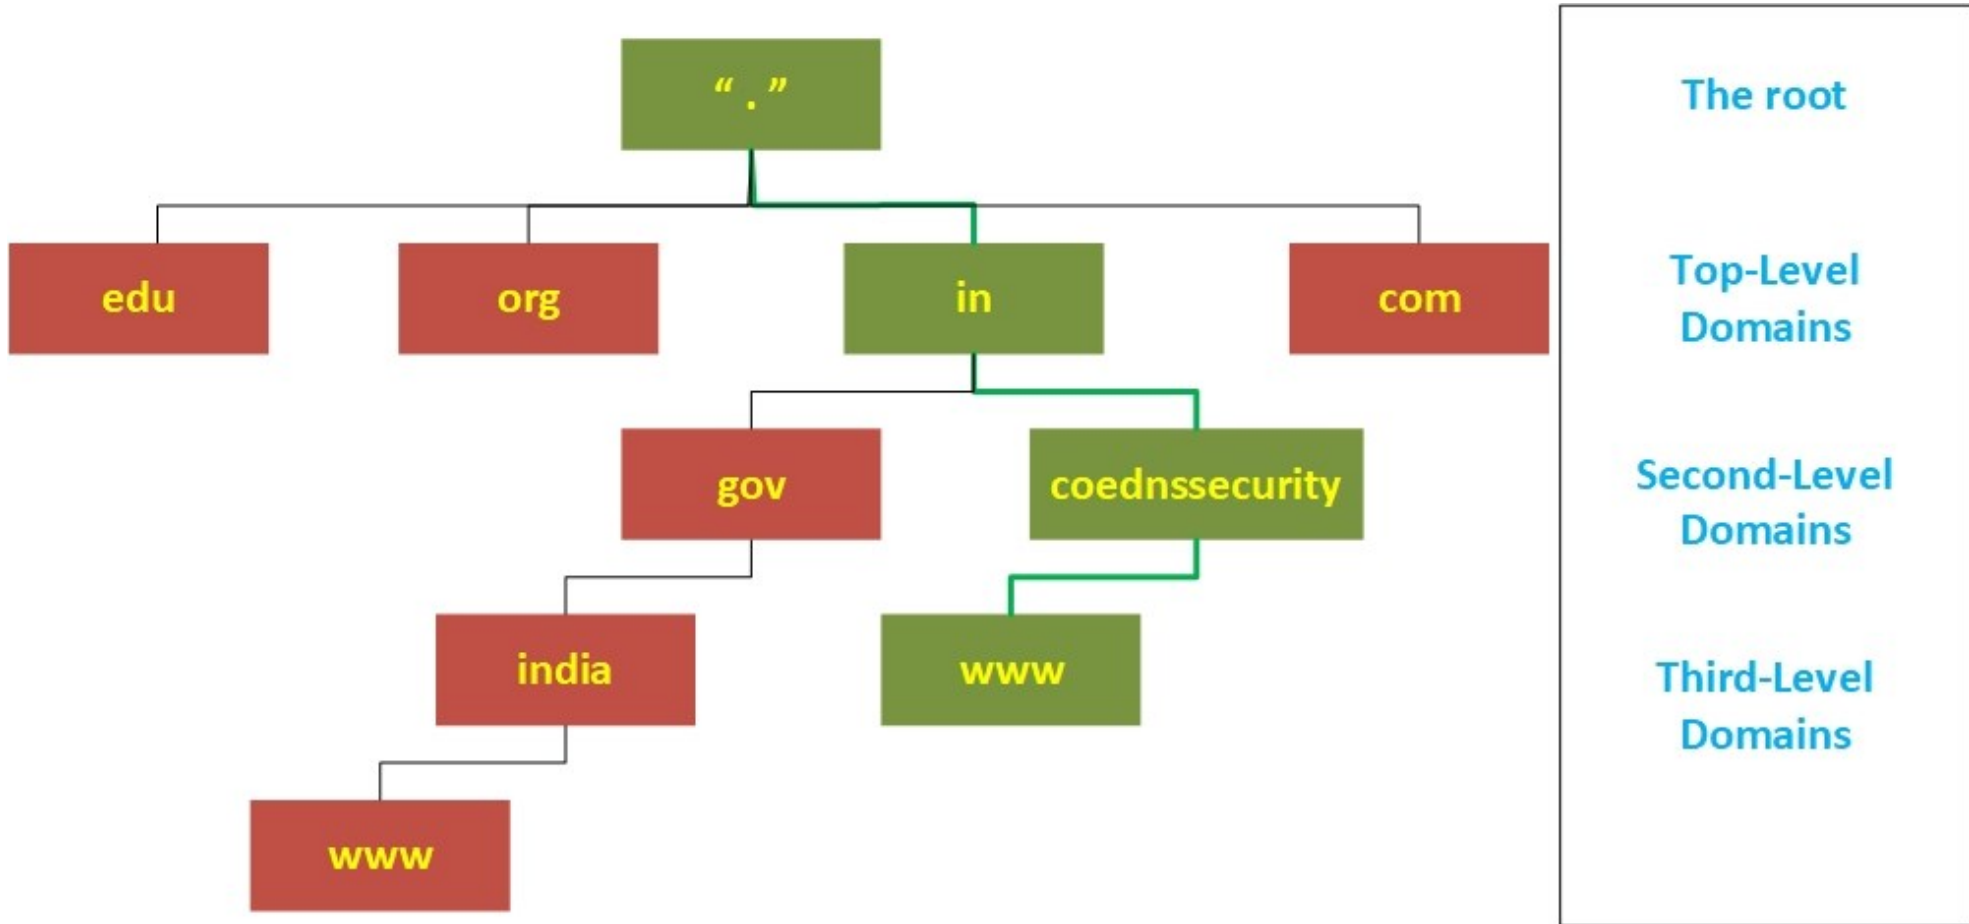 “ . ”
The root
edu
org
in
com
Top-Level
Domains
gov
coednssecurity
Second-Level
Domains
india
www
Third-Level
Domains
www